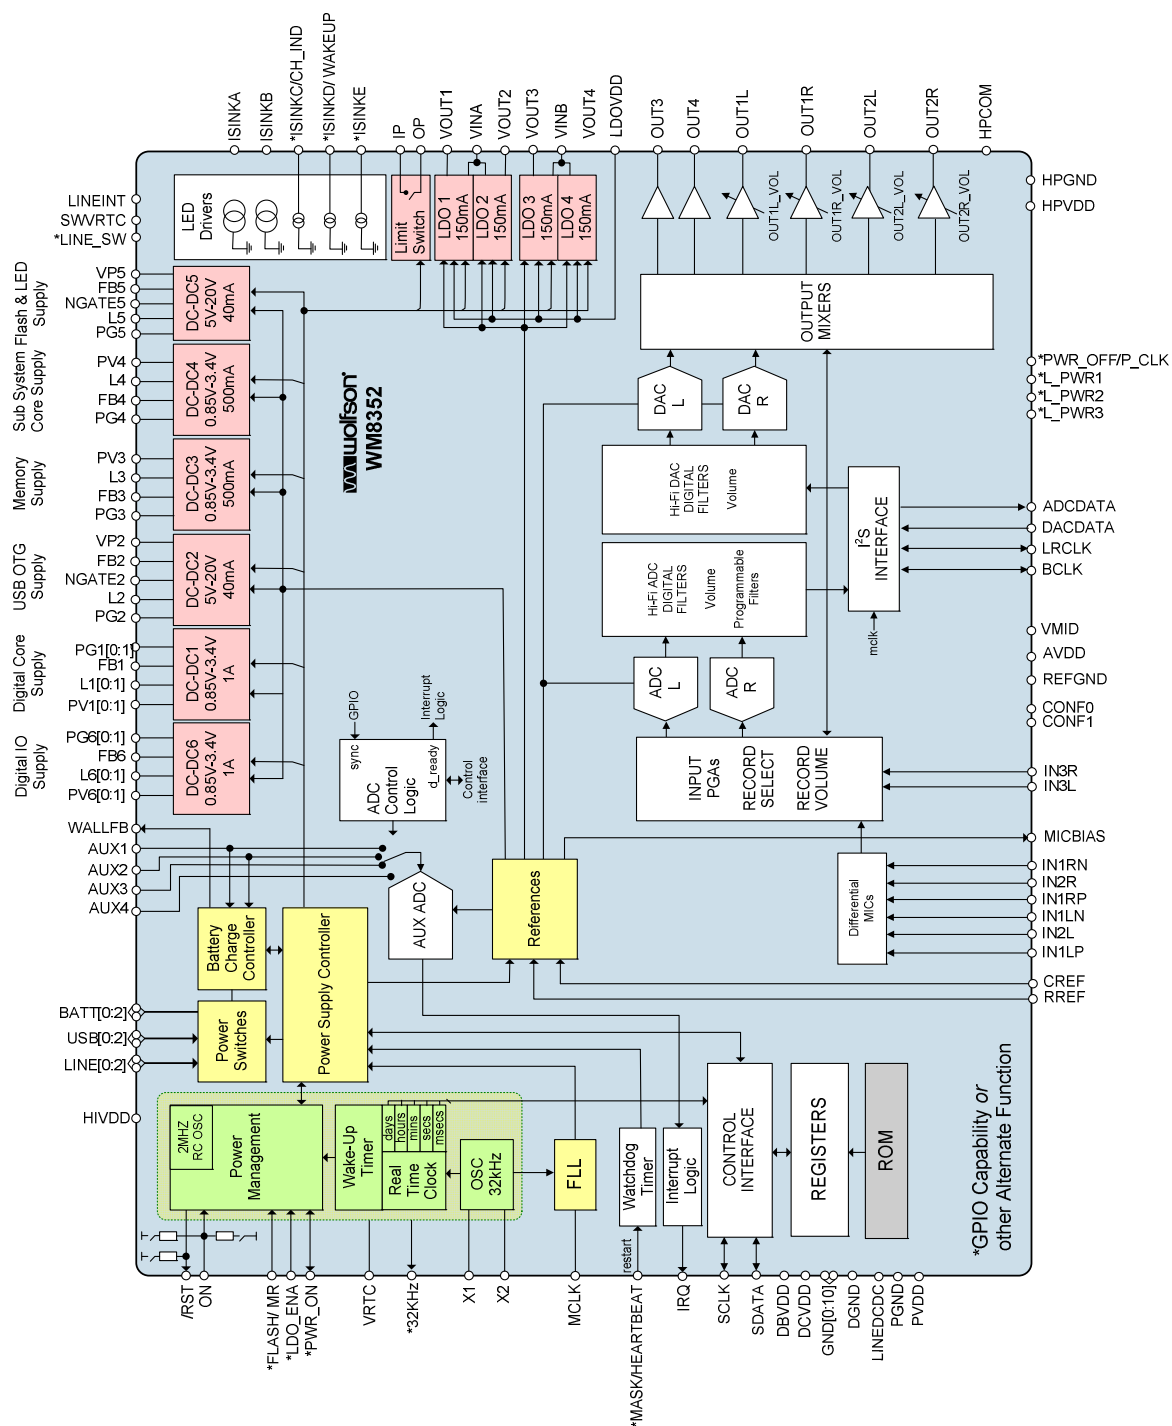 *ISINKC/CH_IND
*ISINKD/ WAKEUP
*ISINKE
ISINKA
ISINKB
IP
OP
VOUT1
VINA
VOUT2
VOUT3
VINB
VOUT4
LDOVDD
OUT3
OUT4
OUT1L
OUT1R
OUT2L
OUT2R
HPCOM
LINEINT
SWVRTC
*LINE_SW
VP5
FB5
NGATE5
L5
PG5
PV4
L4
FB4
PG4
PV3
L3
FB3
PG3
VP2
FB2
NGATE2
L2
PG2
PG1[0:1]
FB1
L1[0:1]
PV1[0:1]
PG6[0:1]
FB6
L6[0:1]
PV6[0:1]
WALLFB
AUX1
AUX2
AUX3
AUX4
BATT[0:2]
USB[0:2]
LINE[0:2]
HIVDD
Flash & LED
Supply
Sub System
Core Supply
Memory
Supply
USB OTG
Supply
Digital Core
Supply
Digital IO
Supply
LED
Drivers
Limit
Switch
LDO 1
150mA
LDO 2
150mA
LDO 3
150mA
LDO 4
150mA
OUT1L_VOL
OUT1R_VOL
OUT2L_VOL
OUT2R_VOL
DC-DC5
5V-20V
40mA
DC-DC4
0.85V-3.4V
500mA
DC-DC3
0.85V-3.4V
500mA
DC-DC2
5V-20V
40mA
DC-DC1
0.85V-3.4V
1A
DC-DC6
0.85V-3.4V
1A
wolfson
WM8352
OUTPUT
MIXERS
DAC
L
DAC
R
Hi-Fi DAC
DIGITAL
FILTERS
Volume
Hi-Fi ADC
DIGITAL
FILTERS
Volume
Programmable
Filters
I2S
INTERFACE
mclk
ADC
L
ADC
R
INPUT
PGAs
RECORD
SELECT
RECORD
VOLUME
Differential
MICs
GPIO
sync
Interrupt
Logic
d_ready
ADC
Control
Logic
Control
interface
AUX ADC
References
Battery
Charge
Controller
Power
Switches
Power Supply Controller
2MHZ
RC OSC
Power
Management
Wake-Up
Timer
days
hours
mins
secs
msecs
Real
Time
Clock
OSC
32kHz
FLL
Watchdog
Timer
restart
Interrupt
Logic
CONTROL
INTERFACE
REGISTERS
ROM
*GPIO Capability or
other Alternate Function
HPGND
HPVDD
*PWR_OFF/P_CLK
*L_PWR1
*L_PWR2
*L_PWR3
ADCDATA
DACDATA
LRCLK
BCLK
VMID
AVDD
REFGND
CONF0
CONF1
IN3R
IN3L
MICBIAS
IN1RN
IN2R
IN1RP
IN1LN
IN2L
IN1LP
CREF
RREF
/RST
ON
*FLASH/ MR
*LDO_ENA
*PWR_ON
VRTC
*32KHz
X1
X2
MCLK
*MASK/HEARTBEAT
IRQ
SCLK
SDATA
DBVDD
DCVDD
GND[0:10]
DGND
LINEDCDC
PGND
PVDD